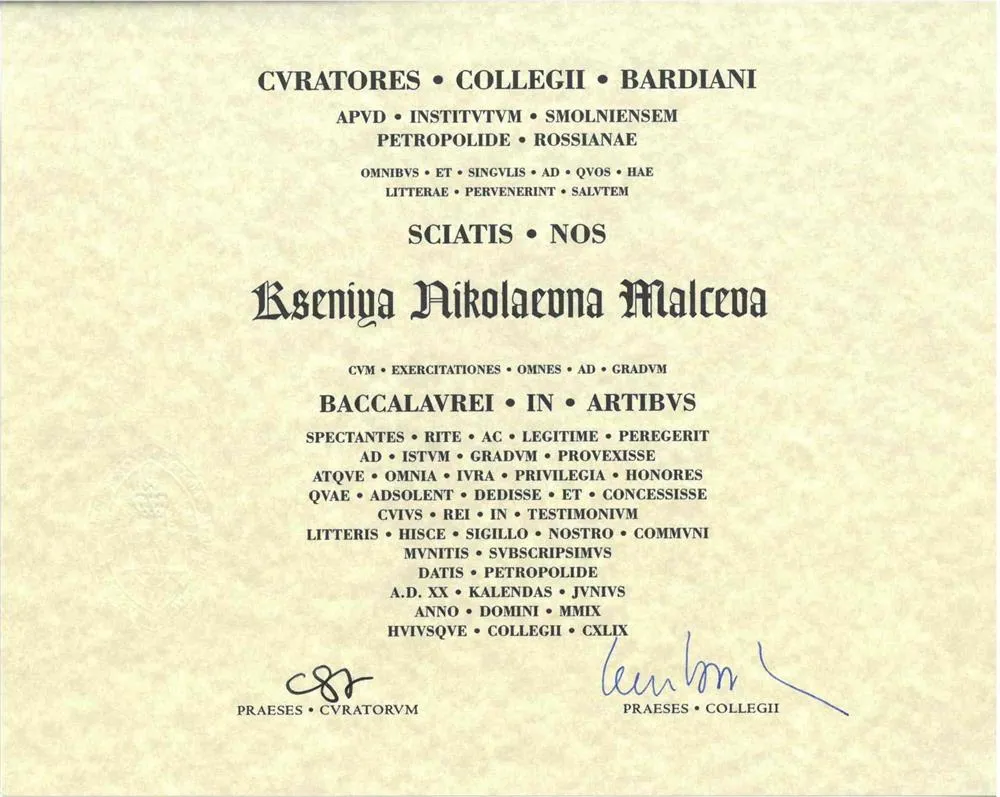 CVRATORES • COLLEGII • BARDIANI
APVD • INSTITVTVM • SMOLNIENSEM
PETROPOLIDE • ROSSIANAE
OMNIBVS • ET • SINGVLIS • AD • QVOS • HAE
LITTERAE • PERVENERINT • SALVTEM
SCIATIS • NOS
Kseniya Nikolaevna Malceva
CVM • EXERCITATIONES • OMNES • AD • GRADVM
BACCALAVREI • IN • ARTIBVS
SPECTANTES • RITE • AC • LEGITIME • PEREGERIT
AD • ISTVM • GRADVM • PROVEXISSE
ATQVE • OMNIA • IVRA • PRIVILEGIA • HONORES
QVAE • ADSOLENT • DEDISSE • ET • CONCESSISSE
CVIVS • REI • IN • TESTIMONIVM
LITTERIS • HISCE • SIGILLO • NOSTRO • COMMVNI
MVNITIS • SVBSCRIPSIMVS
DATIS • PETROPOLIDE
A.D. XX • KALENDAS • JVNIVS
ANNO • DOMINI • MMIX
HVIVSQVE • COLLEGII • CXLIX
PRAESES • CVRATORVM
PRAESES • COLLEGII